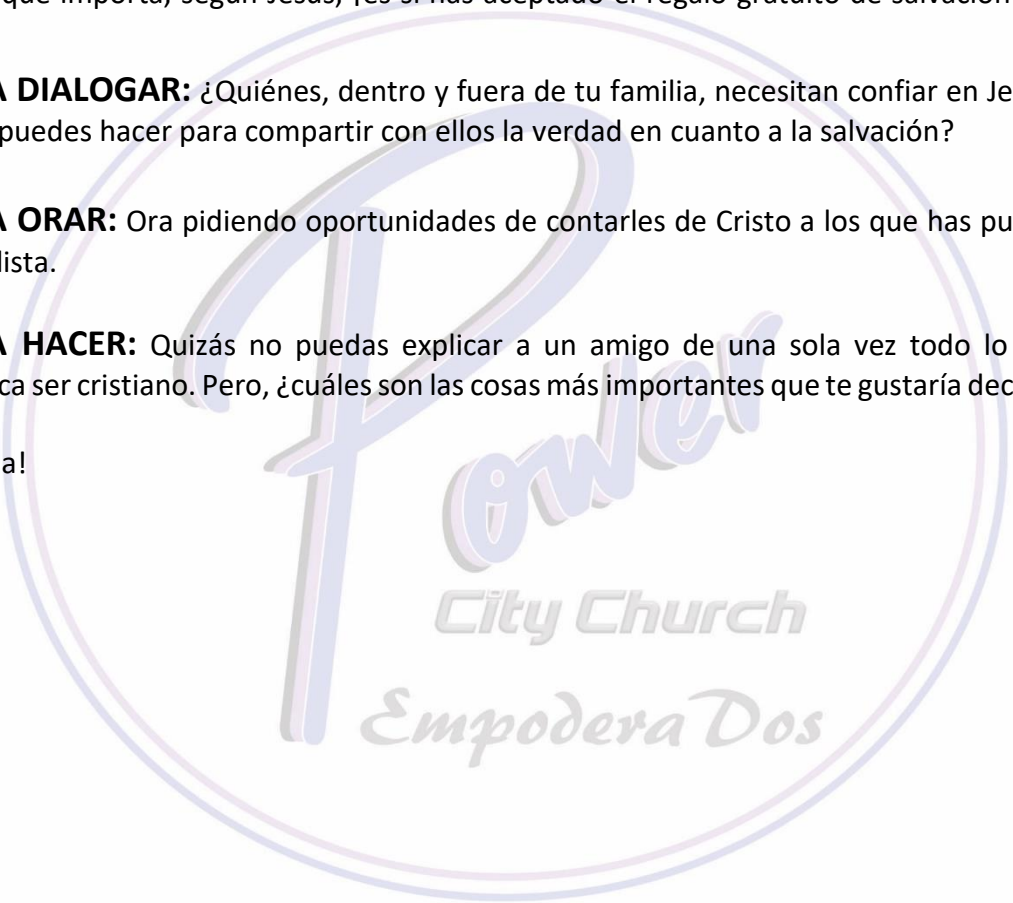 que importa, según Jesús, ¡es si has aceptado el regalo gratuito de salvación
A DIALOGAR: ¿Quiénes, dentro y fuera de tu familia, necesitan confiar en Je
puedes hacer para compartir con ellos la verdad en cuanto a la salvación?
A ORAR: Ora pidiendo oportunidades de contarles de Cristo a los que has pu
lista.
A HACER: Quizás no puedas explicar a un amigo de una sola vez todo lo
ca ser cristiano. Pero, ¿cuáles son las cosas más importantes que te gustaría dec
a!
Power
City Church
EmpoderaDos